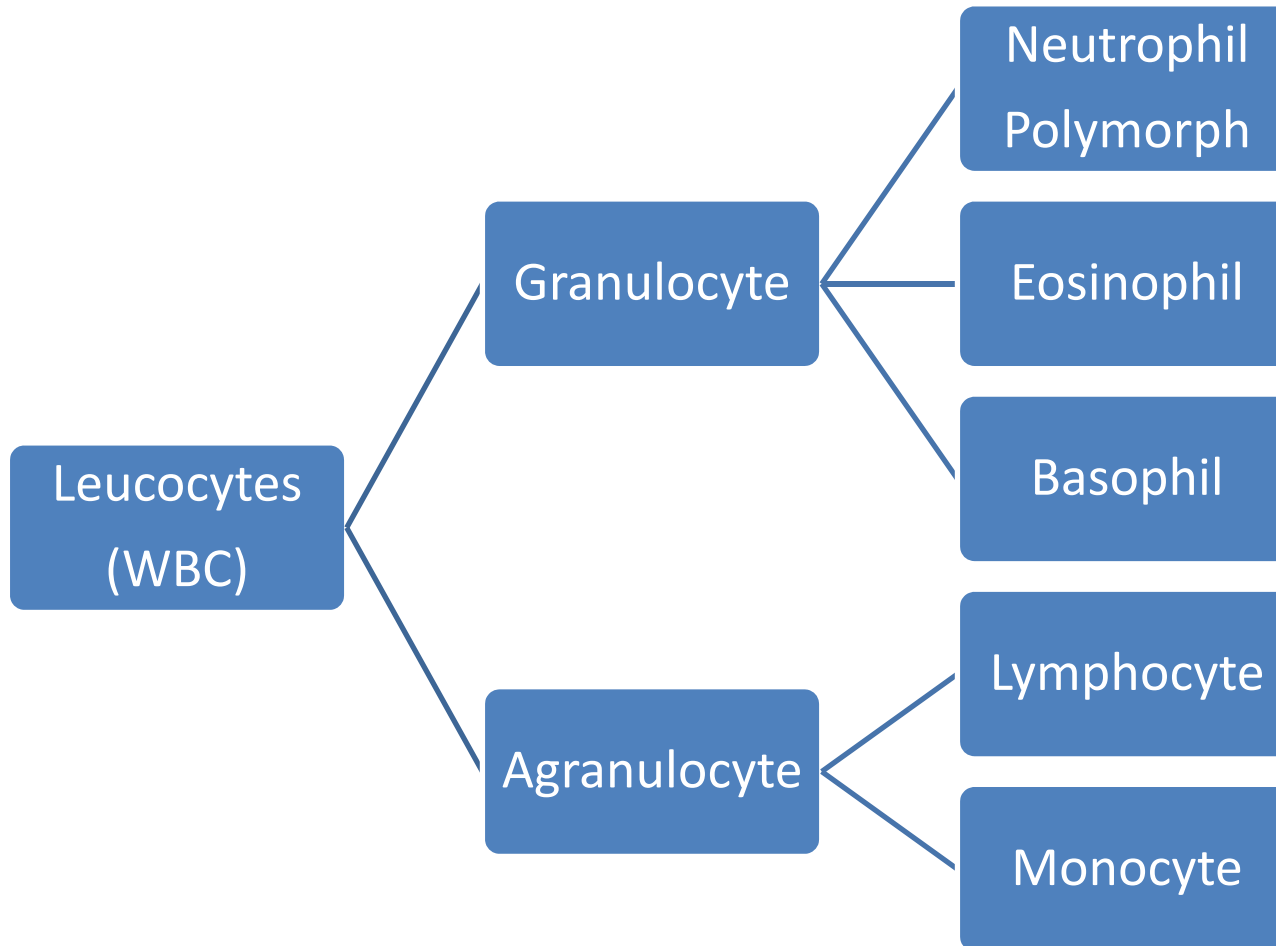 Leucocytes
(WBC)
Granulocyte
Agranulocyte
Neutrophil
Polymorph
Eosinophil
Basophil
Lymphocyte
Monocyte